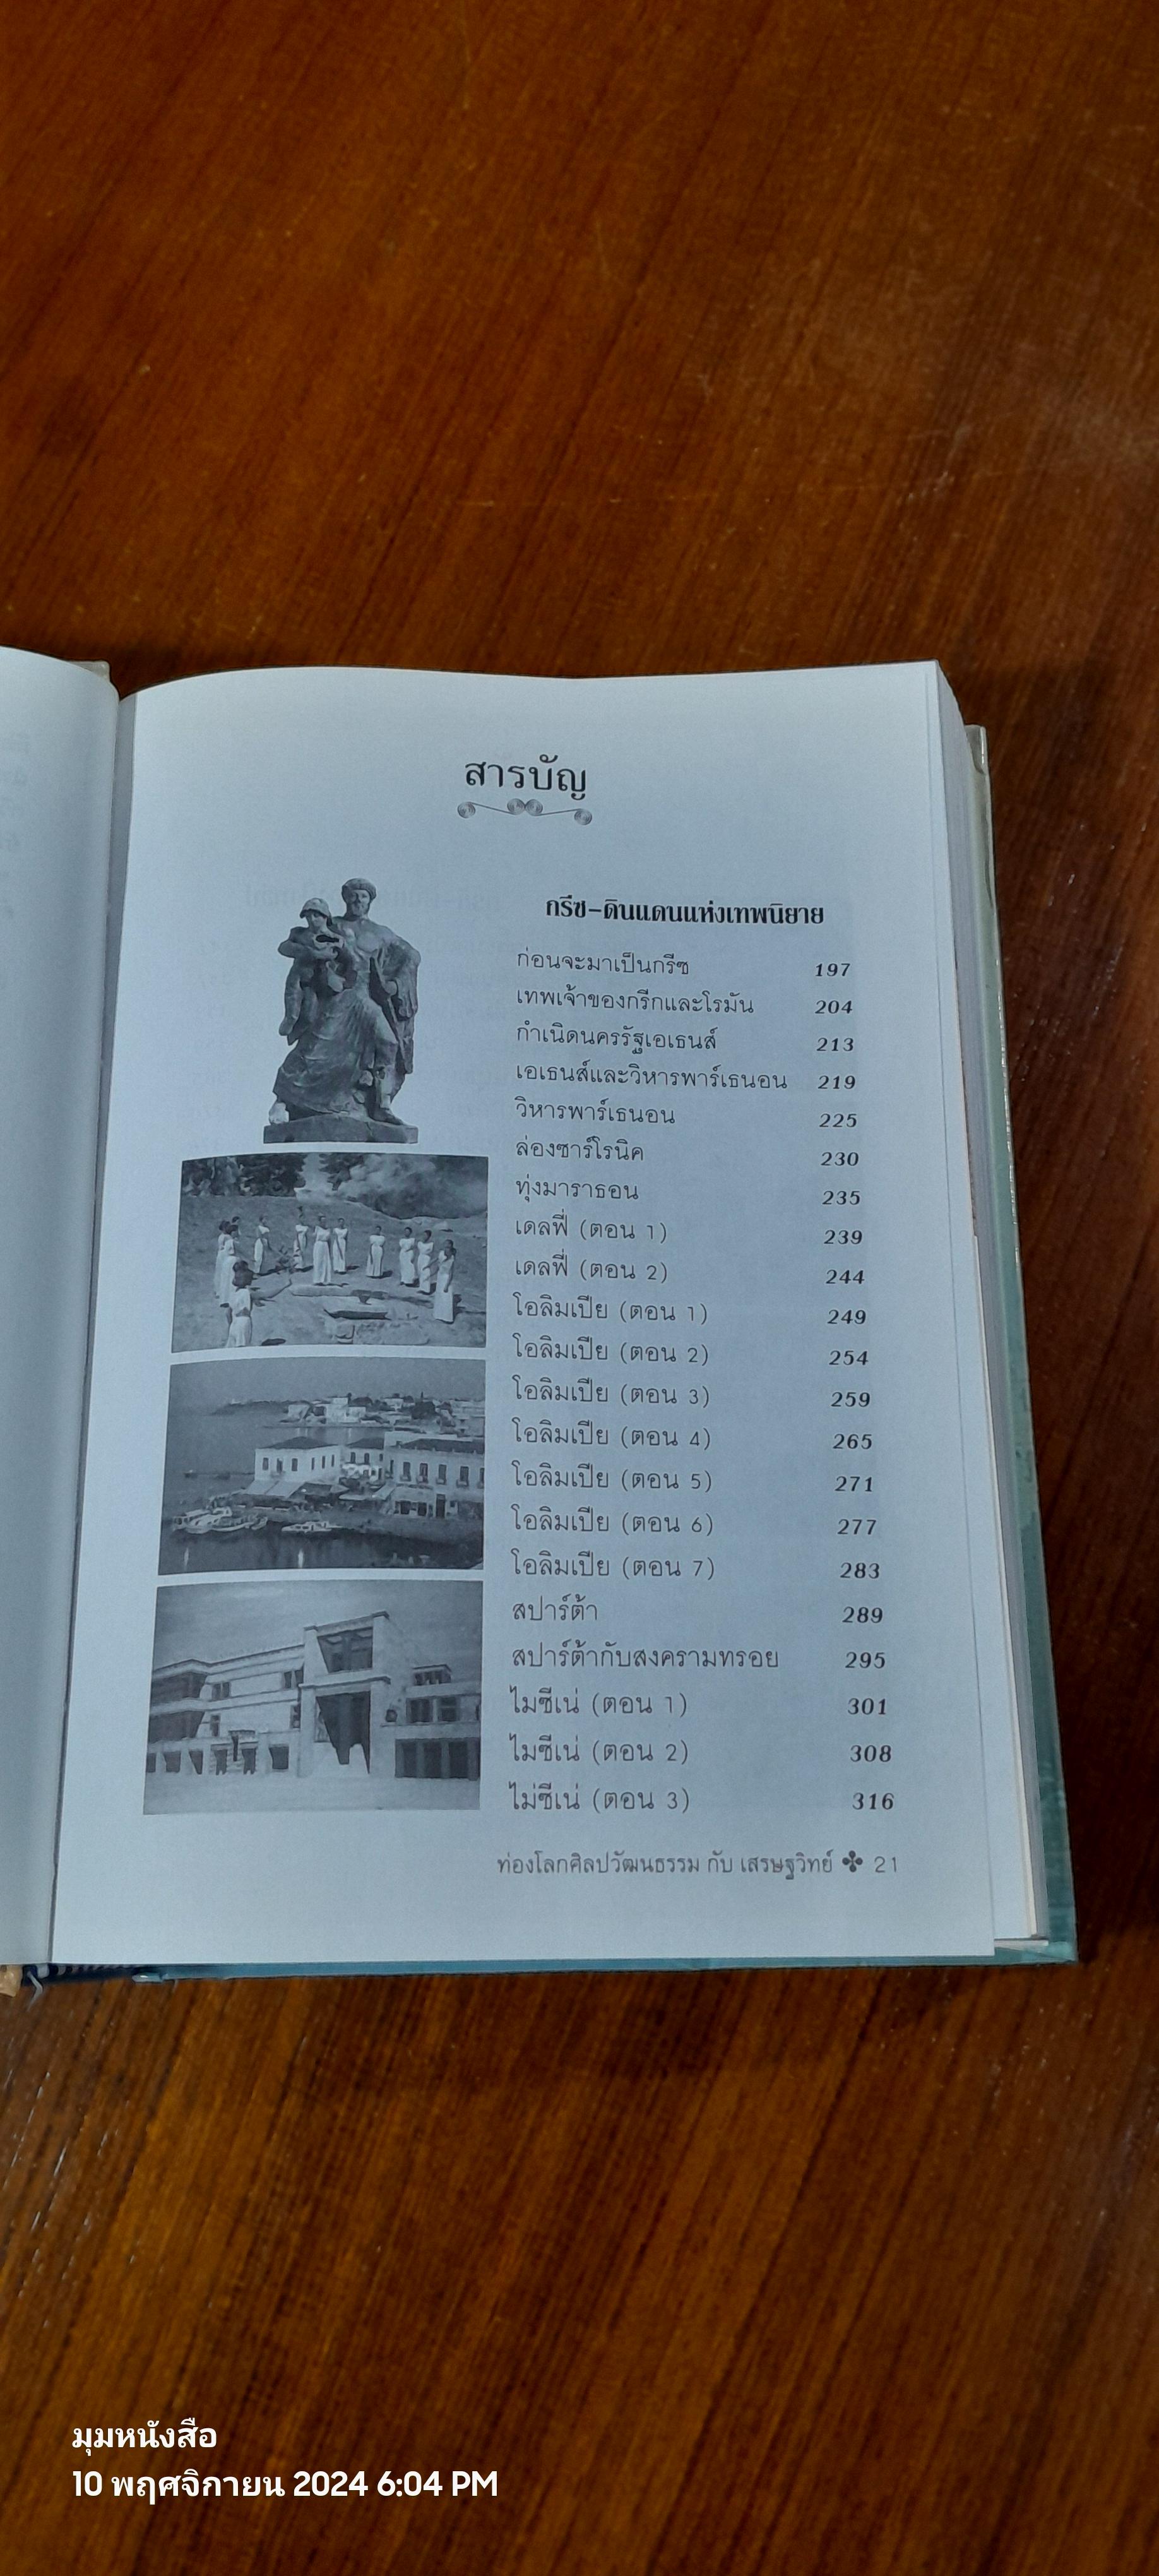 สารบัญ
กรีซ-ดินแดนแห่งเทพนิยาย
ก่อนจะมาเป็นกรีซ 197
เทพเจ้าของกรีกและโรมัน 204
กำเนิดนครรัฐเอเธนส์ 213
เอเธนส์และวิหารพาร์เธนอน 219
วิหารพาร์เธนอน 225
ล่องซาร์โรนิค 230
ทุ่งมาราธอน 235
เดลฟี่ (ตอน 1) 239
เดลฟี่ (ตอน 2) 244
โอลิมเปีย (ตอน 1) 249
โอลิมเปีย (ตอน 2) 254
โอลิมเปีย (ตอน 3) 259
โอลิมเปีย (ตอน 4) 265
โอลิมเปีย (ตอน 5) 271
โอลิมเปีย (ตอน 6) 277
โอลิมเปีย (ตอน 7) 283
สปาร์ต้า 289
สปาร์ต้ากับสงครามทรอย 295
ไมซีเน่ (ตอน 1) 301
ไมซีเน่ (ตอน 2) 308
ไม่ซีเน่ (ตอน 3) 316
ท่องโลกศิลปวัฒนธรรม กับ เสรษฐวิทย์ ✤ 21
มุมหนังสือ
10 พฤศจิกายน 2024 6:04 PM